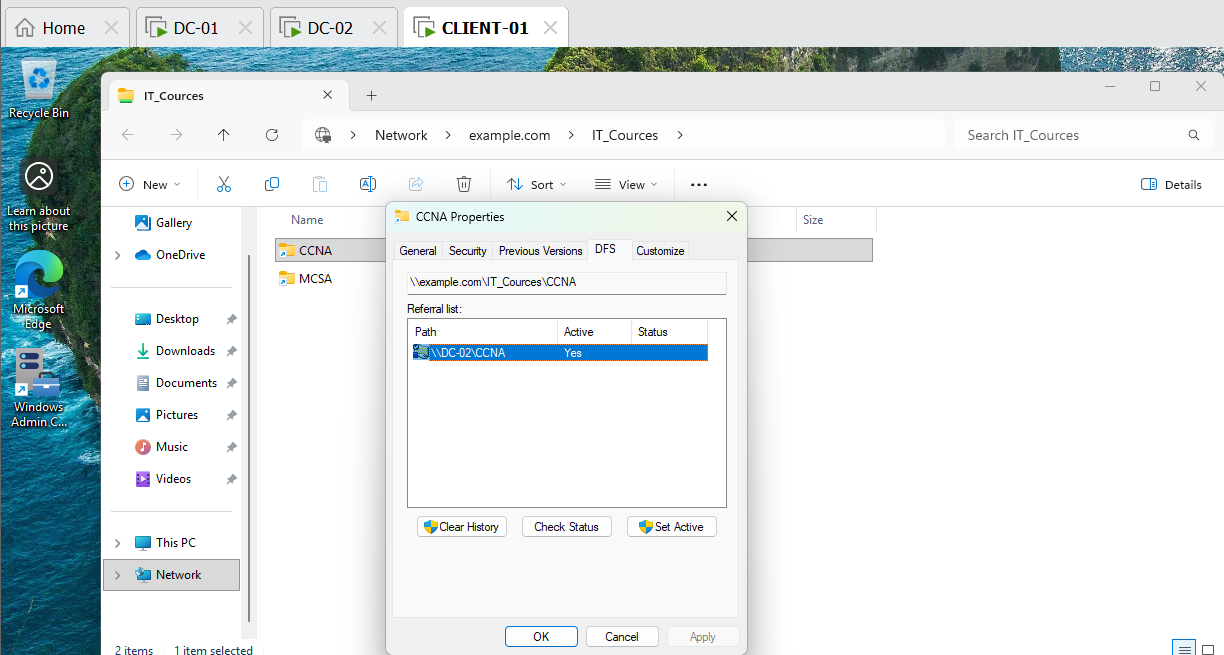 Home DC-01 DC-02 CLIENT-01
Recycle Bin
Learn about
this picture
Microsoft
Edge
Windows
Admin C...
IT_Cources
Network example.com IT_Cources
Search IT_Cources
New Sort View Details
Gallery
OneDrive
Desktop
Downloads
Documents
Pictures
Music
Videos
This PC
Network
Name Size
CCNA
MCSA
CCNA Properties
General Security Previous Versions DFS Customize
\\example.com\IT_Cources\CCNA
Referral list:
Path Active Status
\\DC-02\CCNA Yes
Clear History Check Status Set Active
OK Cancel Apply
2 items 1 item selected